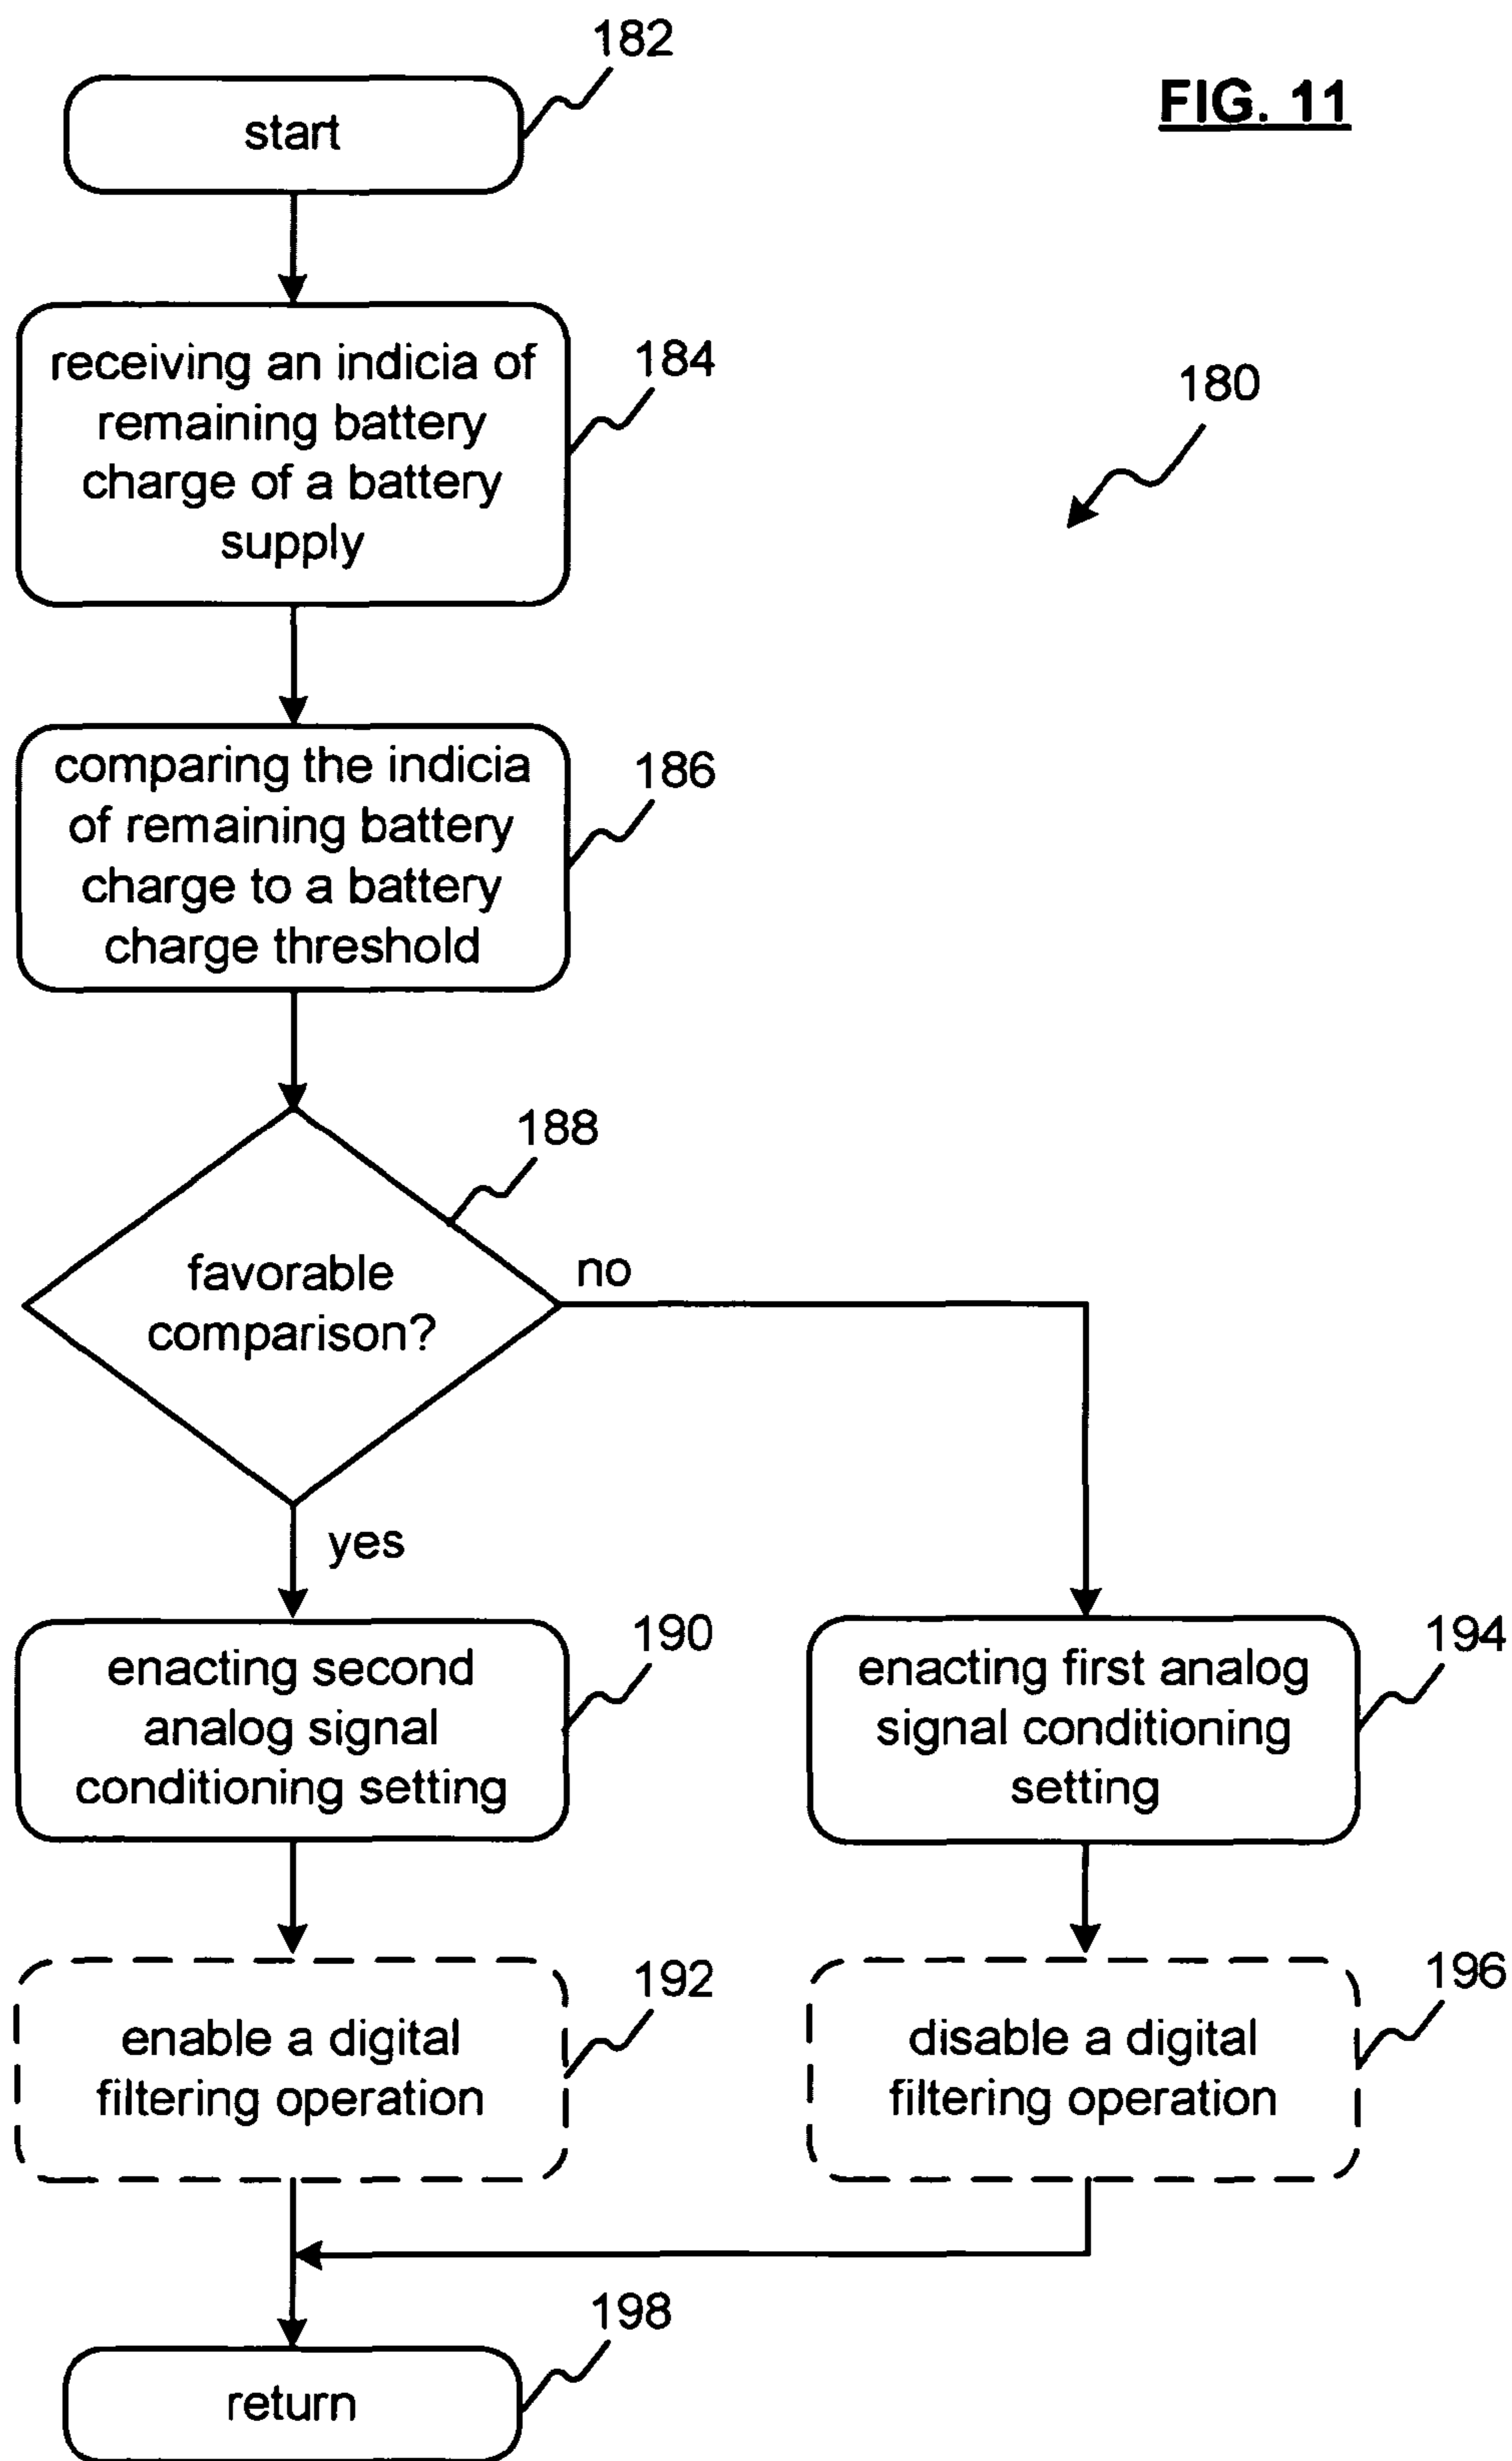 182
FIG. 11
start
receiving an indicia of
remaining battery
charge of a battery
supply
184
180
comparing the indicia
of remaining battery
charge to a battery
charge threshold
186
188
favorable
comparison?
no
yes
enacting second
analog signal
conditioning setting
190
enacting first analog
signal conditioning
setting
194
enable a digital
filtering operation
192
disable a digital
filtering operation
196
198
return